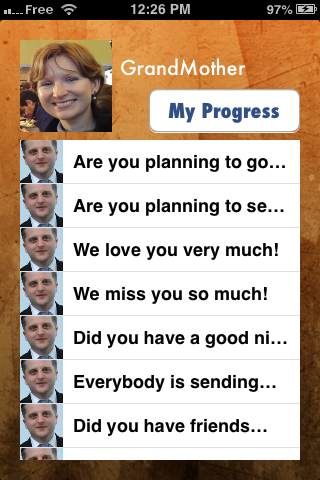 Free 12:26 PM 97%
GrandMother
My Progress
Are you planning to go...
Are you planning to se...
We love you very much!
We miss you so much!
Did you have a good ni...
Everybody is sending...
Did you have friends...